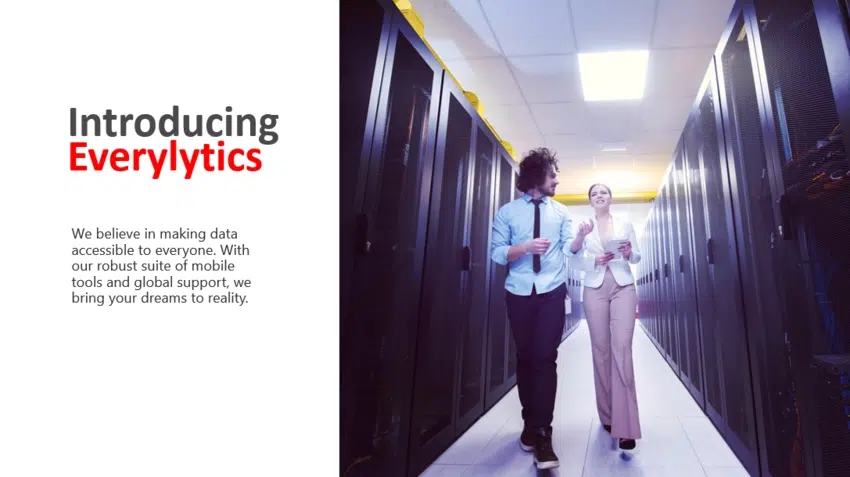 Introducing
Everylytics
We believe in making data
accessible to everyone. With
our robust suite of mobile
tools and global support, we
bring your dreams to reality.